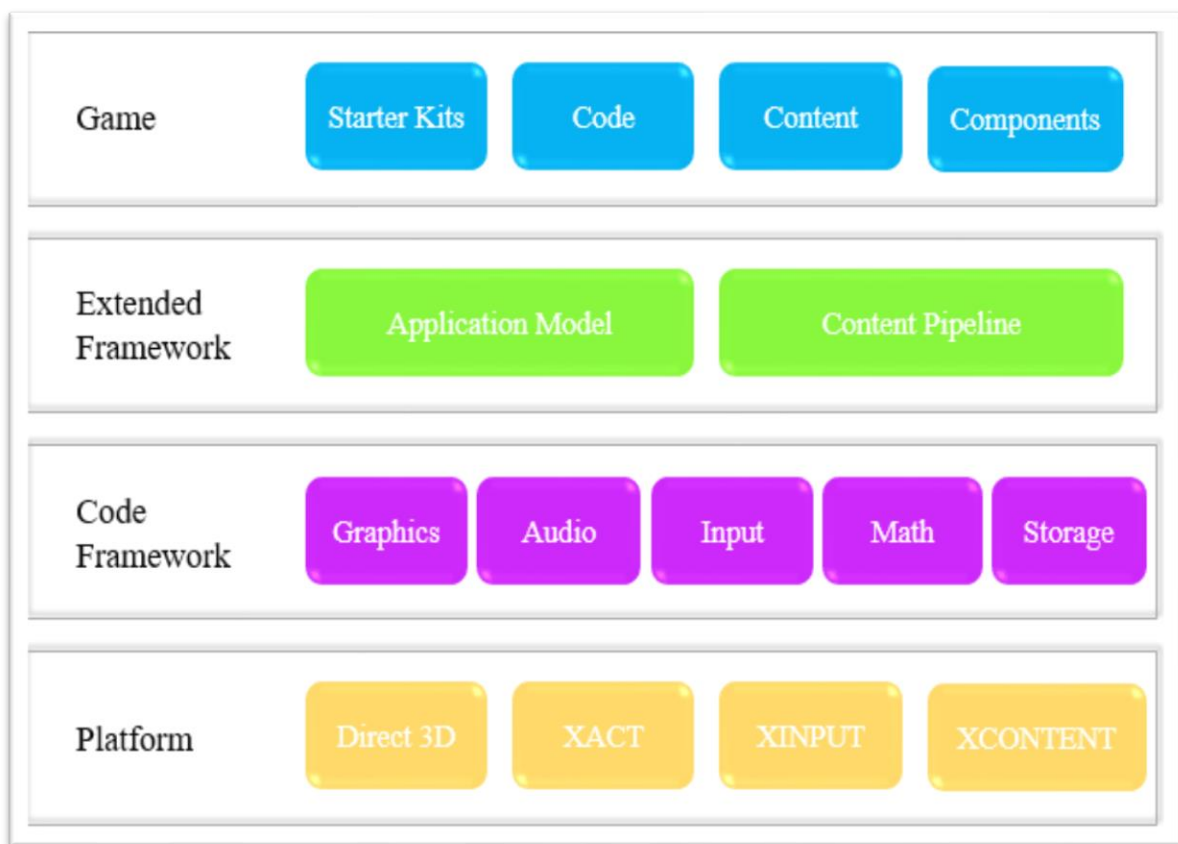 Game
Starter Kits
Code
Content
Components
Extended
Framework
Application Model
Content Pipeline
Code
Framework
Graphics
Audio
Input
Math
Storage
Platform
Direct 3D
XACT
XINPUT
XCONTENT